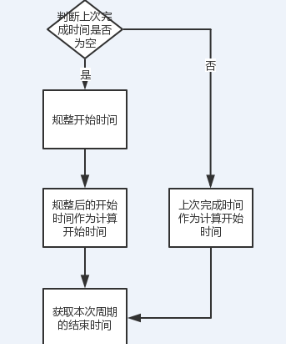 判断上次完
成时间是否
为空
是
否
规整开始时间
规整后的开始
时间作为计算
开始时间
上次完成时间
作为计算开始
时间
获取本次周期
的结束时间